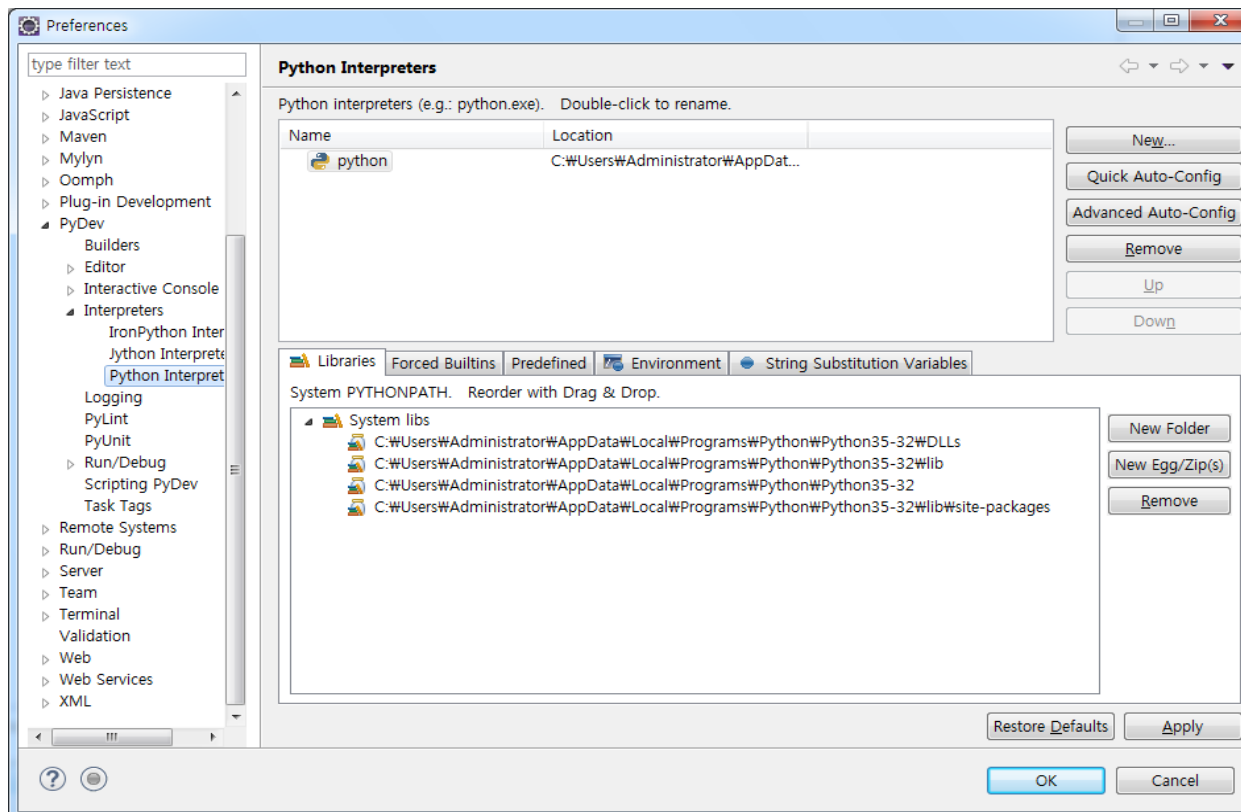 Preferences
type filter text
Java Persistence
JavaScript
Maven
Mylyn
Oomph
Plug-in Development
PyDev
Builders
Editor
Interactive Console
Interpreters
IronPython Inter
Jython Interprete
Python Interpret
Logging
PyLint
PyUnit
Run/Debug
Scripting PyDev
Task Tags
Remote Systems
Run/Debug
Server
Team
Terminal
Validation
Web
Web Services
XML
Python Interpreters
Python interpreters (e.g.: python.exe).   Double-click to rename.
Name Location
python C:₩Users₩Administrator₩AppDat...
New...
Quick Auto-Config
Advanced Auto-Config
Remove
Up
Down
Libraries Forced Builtins Predefined Environment String Substitution Variables
System PYTHONPATH.   Reorder with Drag & Drop.
System libs
C:₩Users₩Administrator₩AppData₩Local₩Programs₩Python₩Python35-32₩DLLs
C:₩Users₩Administrator₩AppData₩Local₩Programs₩Python₩Python35-32₩lib
C:₩Users₩Administrator₩AppData₩Local₩Programs₩Python₩Python35-32
C:₩Users₩Administrator₩AppData₩Local₩Programs₩Python₩Python35-32₩lib₩site-packages
New Folder
New Egg/Zip(s)
Remove
Restore Defaults Apply
OK Cancel